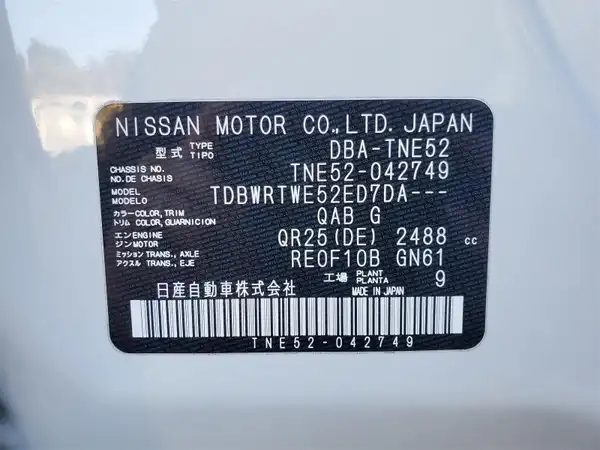 NISSAN MOTOR CO.,LTD. JAPAN
型式 TYPE TIPO DBA-TNE52
CHASSIS NO. NO. DE CHASIS TNE52-042749
MODEL MODELO TDBWRTWE52ED7DA---
カラー COLOR, TRIM トリム COLOR, GUARNICION QAB G
エンジン ENGINE MOTOR QR25(DE) 2488 cc
ミッション TRANS., AXLE アクスル TRANS., EJE RE0F10B GN61
工場 PLANT PLANTA 9
日産自動車株式会社 MADE IN JAPAN
TNE52-042749